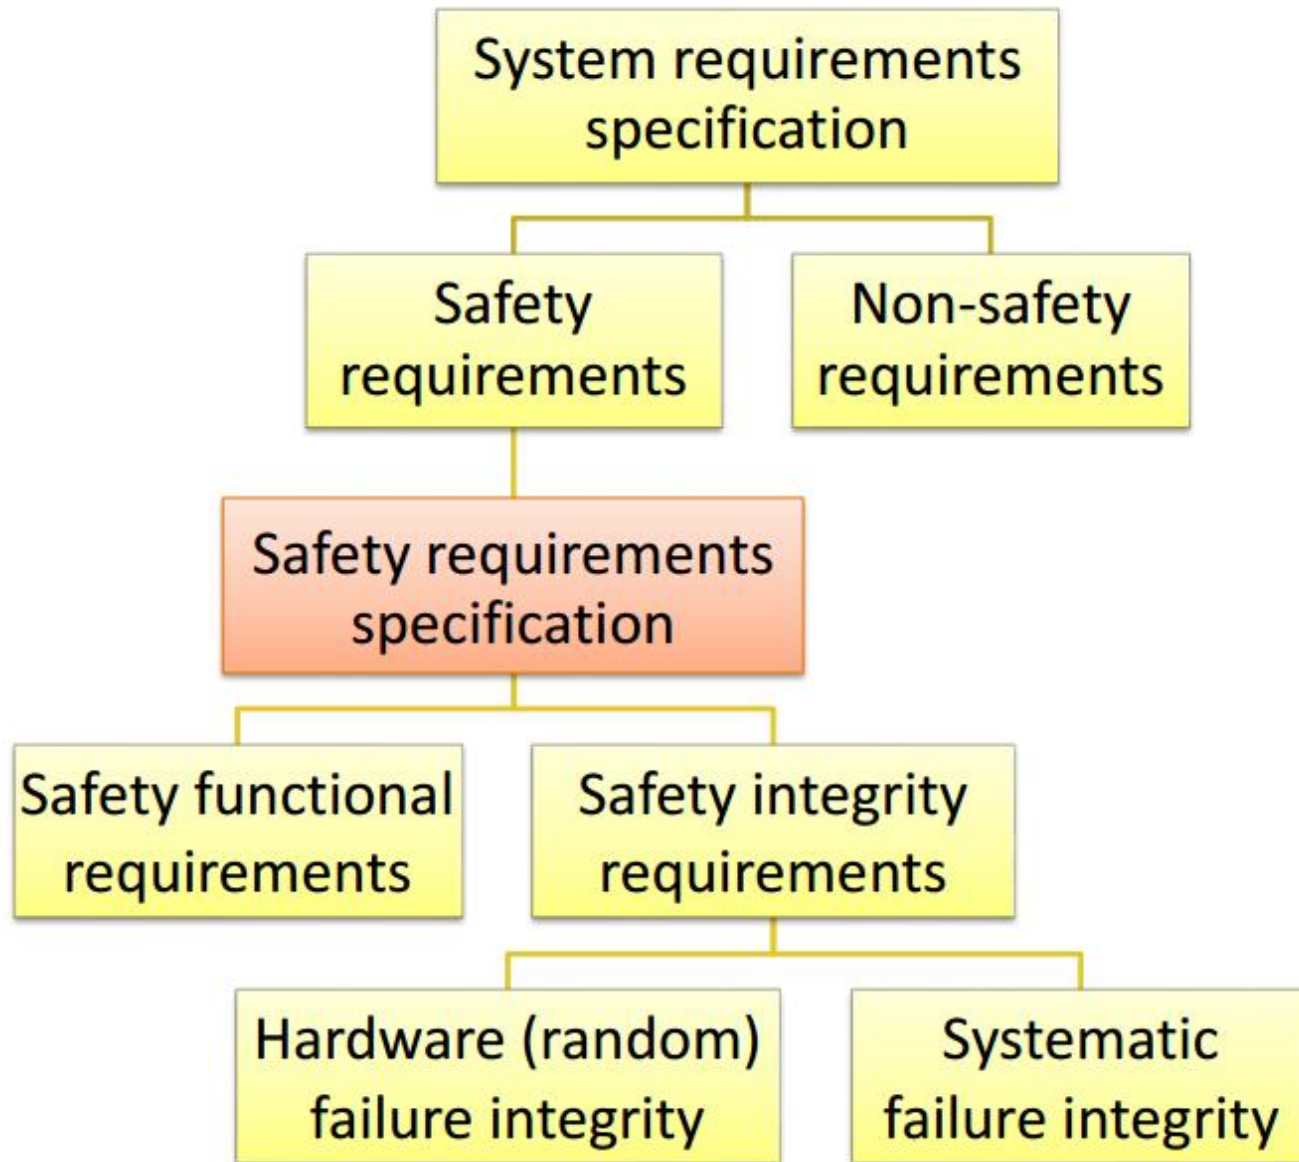 System requirements
specification
Safety
requirements
Non-safety
requirements
Safety requirements
specification
Safety functional
requirements
Safety integrity
requirements
Hardware (random)
failure integrity
Systematic
failure integrity